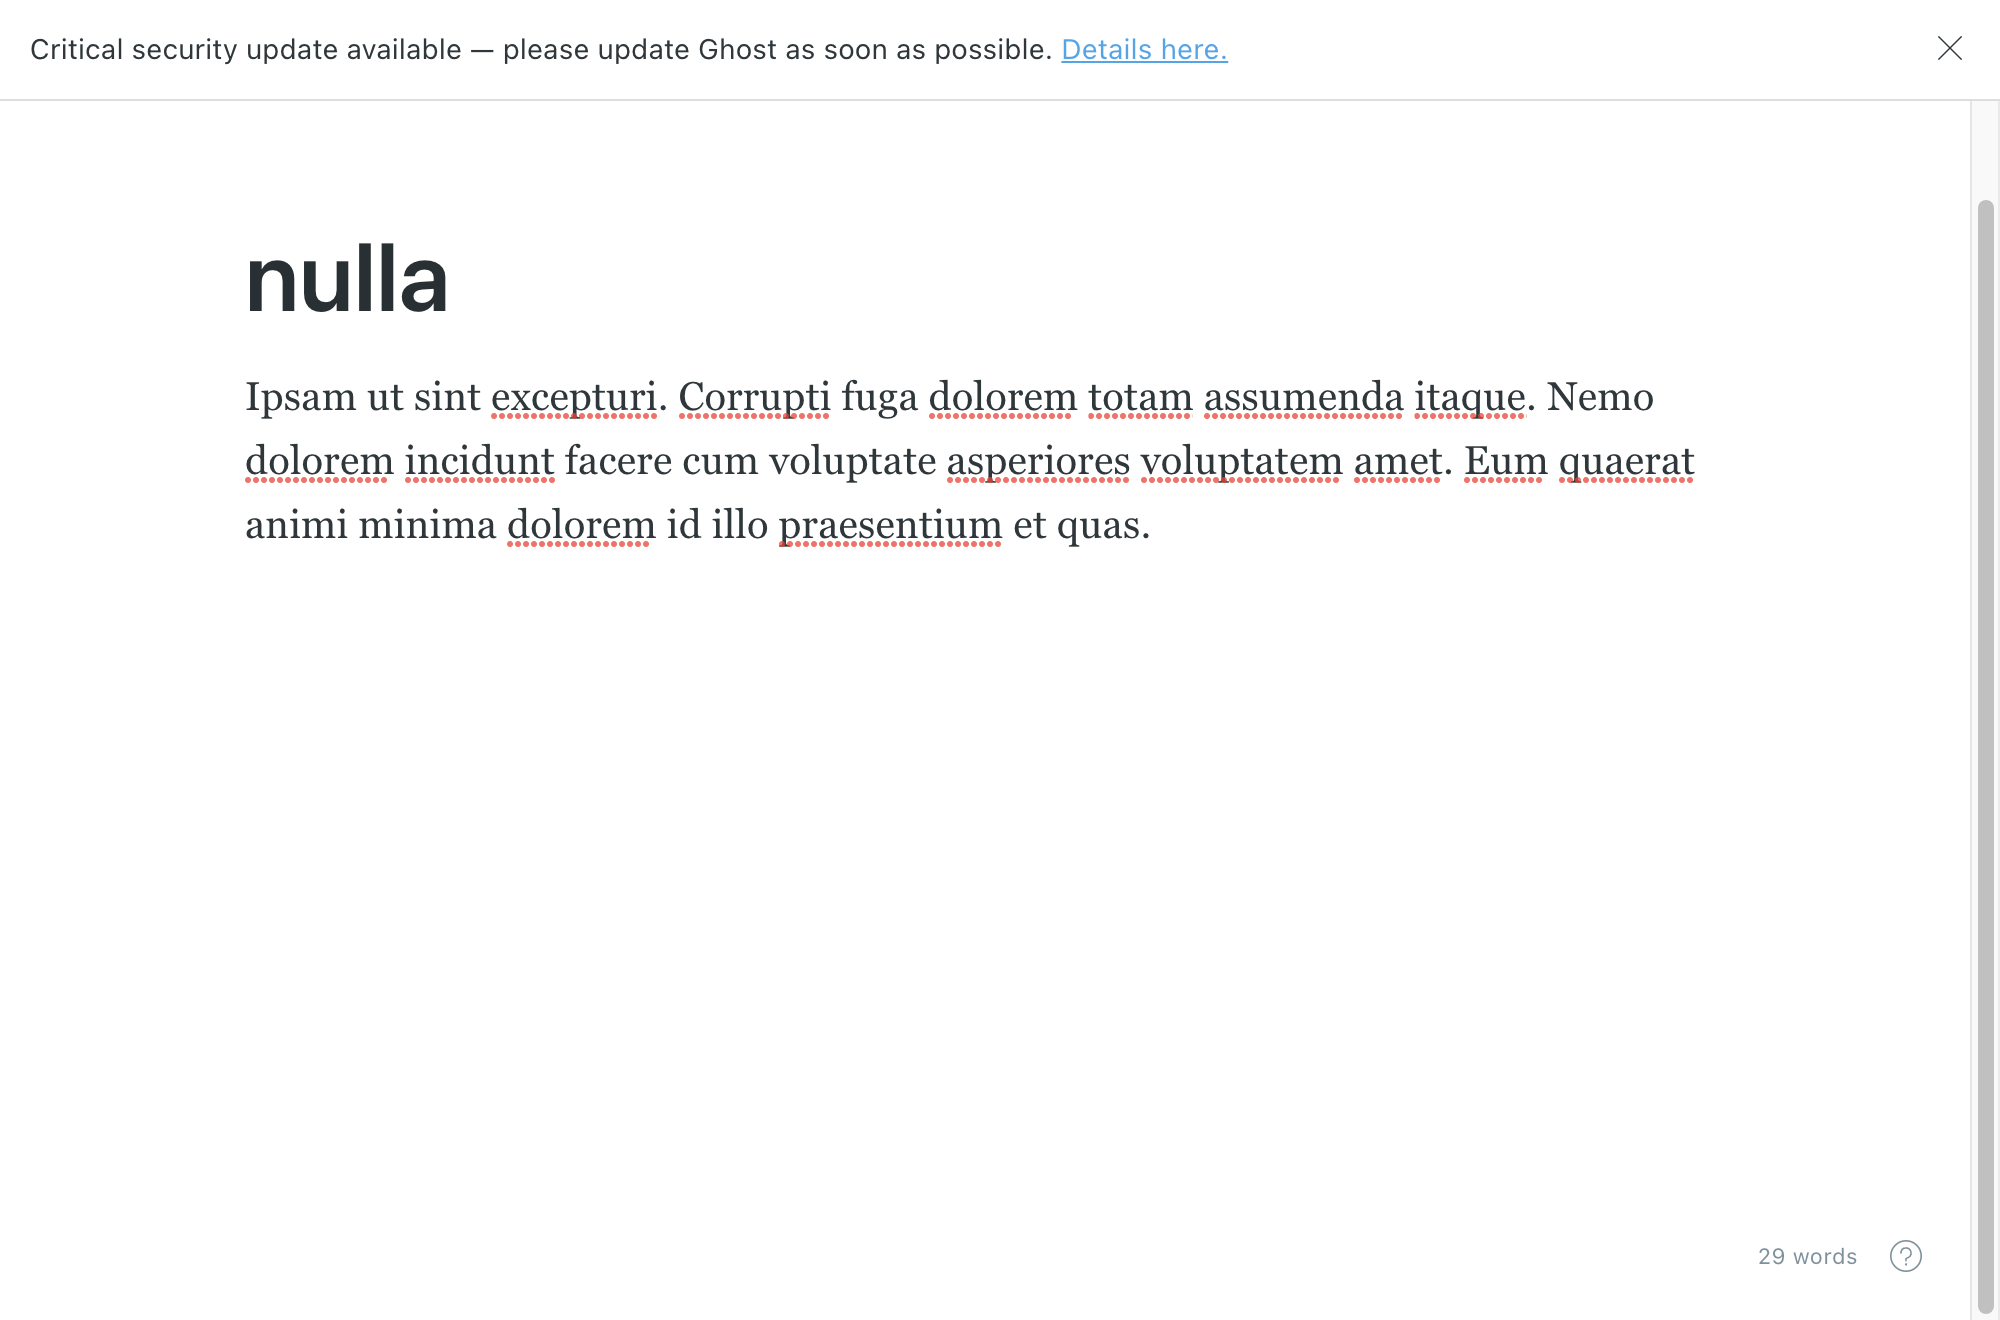 Critical security update available — please update Ghost as soon as possible. Details here.
nulla
Ipsam ut sint excepturi. Corrupti fuga dolorem totam assumenda itaque. Nemo
dolorem incidunt facere cum voluptate asperiores voluptatem amet. Eum quaerat
animi minima dolorem id illo praesentium et quas.
29 words
?